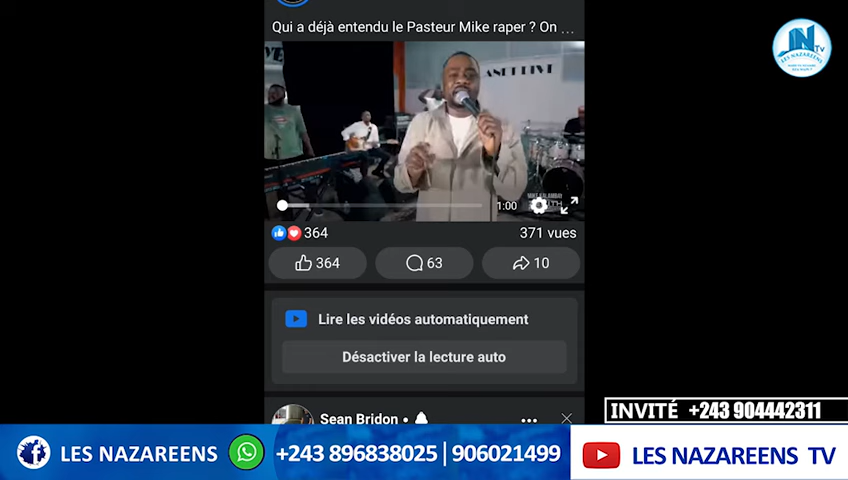 Qui a déjà entendu le Pasteur Mike raper ? On ...
1:00
364
371 vues
364
63
10
Lire les vidéos automatiquement
Désactiver la lecture auto
Sean Bridon •
INVITÉ +243 904442311
LES NAZAREENS
+243 896838025 | 906021499
LES NAZAREENS TV
N TV
LES NAZAREENS